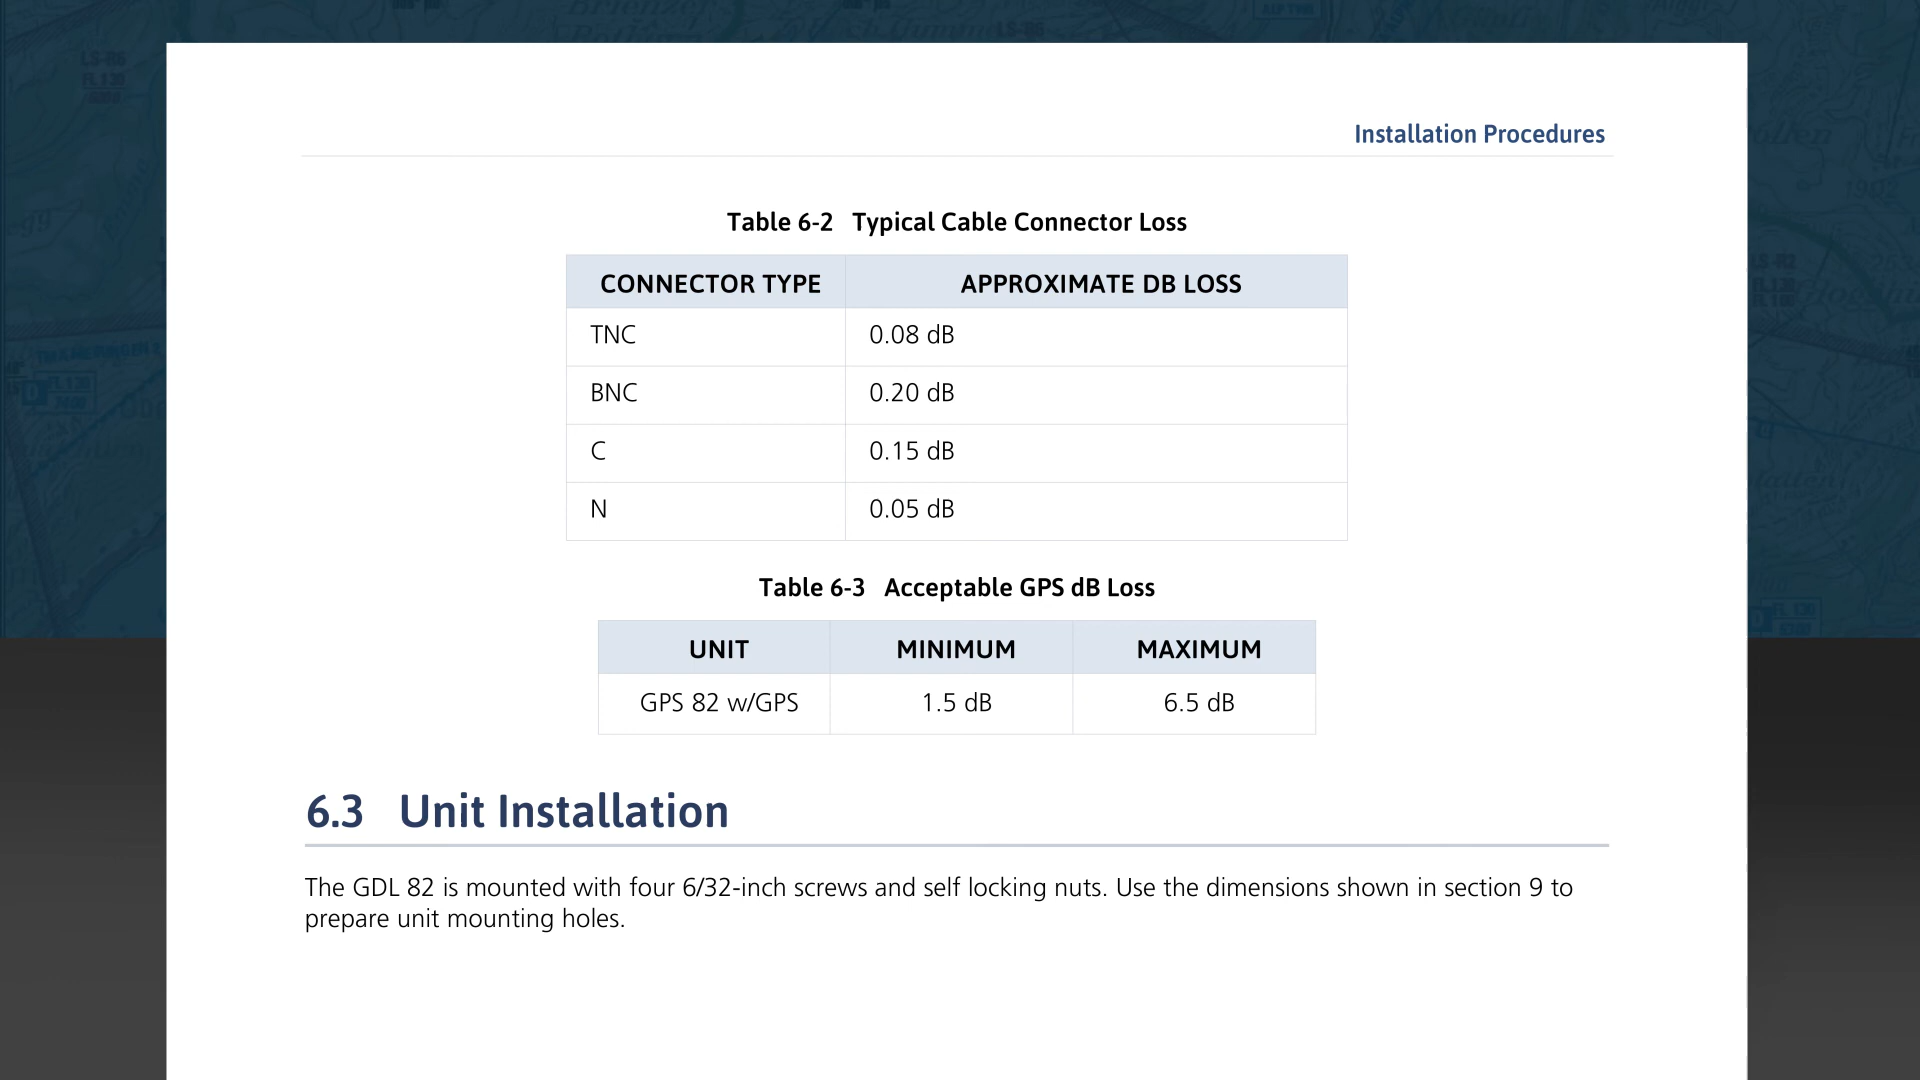 Installation Procedures
Table 6-2 Typical Cable Connector Loss
CONNECTOR TYPE APPROXIMATE DB LOSS
TNC 0.08 dB
BNC 0.20 dB
C 0.15 dB
N 0.05 dB
Table 6-3 Acceptable GPS dB Loss
UNIT MINIMUM MAXIMUM
GPS 82 w/GPS 1.5 dB 6.5 dB
6.3 Unit Installation
The GDL 82 is mounted with four 6/32-inch screws and self locking nuts. Use the dimensions shown in section 9 to
prepare unit mounting holes.